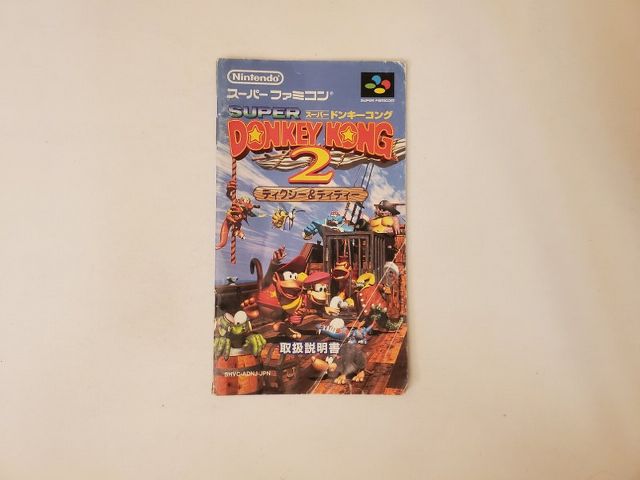 Nintendo
SUPER FAMICOM
スーパーファミコン®
SUPER スーパードンキーコング
DONKEY KONG
2
ディクシー&ディディー
取扱説明書
SHVC-ADNJ-JPN